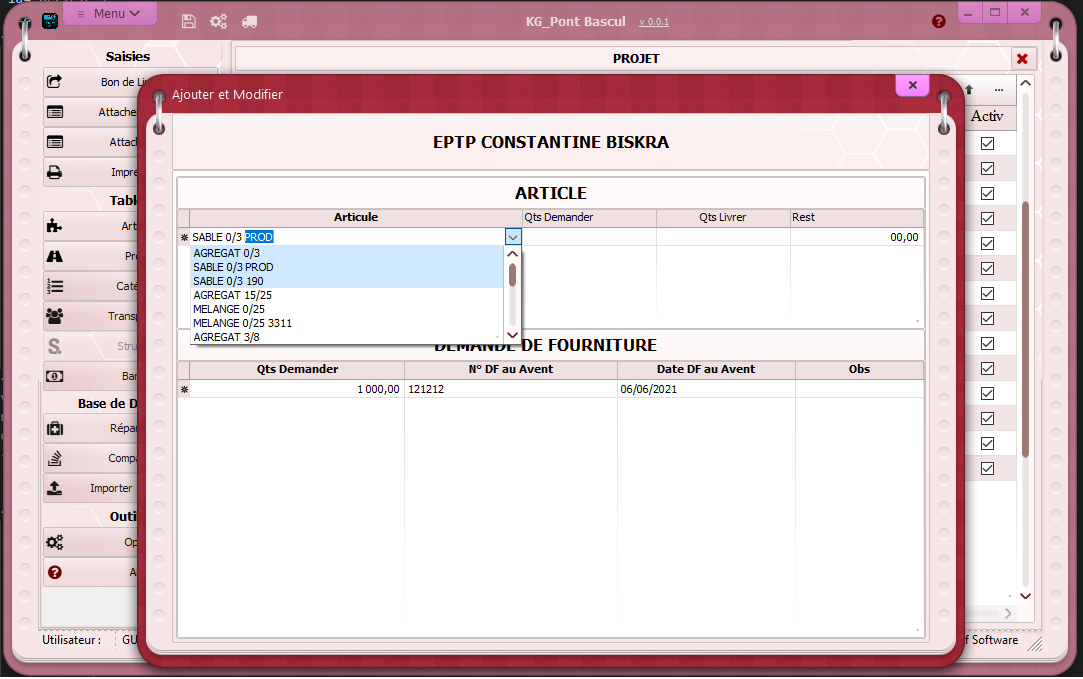 Menu
KG_Pont Bascul v 0.0.1
Saisies
PROJET
Bon de Li
Attache
Attac
Impre
Tabl
Art
Pr
Caté
Transp
Stru
Ba
Base de D
Répa
Compa
Importer
Outi
Op
A
Activ
Ajouter et Modifier
EPTP CONSTANTINE BISKRA
ARTICLE
Articule Qts Demander Qts Livrer Rest
SABLE 0/3 PROD 00,00
AGREGAT 0/3
SABLE 0/3 PROD
SABLE 0/3 190
AGREGAT 15/25
MELANGE 0/25
MELANGE 0/25 3311
AGREGAT 3/8
DEMANDE DE FOURNITURE
Qts Demander N° DF au Avent Date DF au Avent Obs
1 000,00 121212 06/06/2021
Utilisateur : GU
f Software